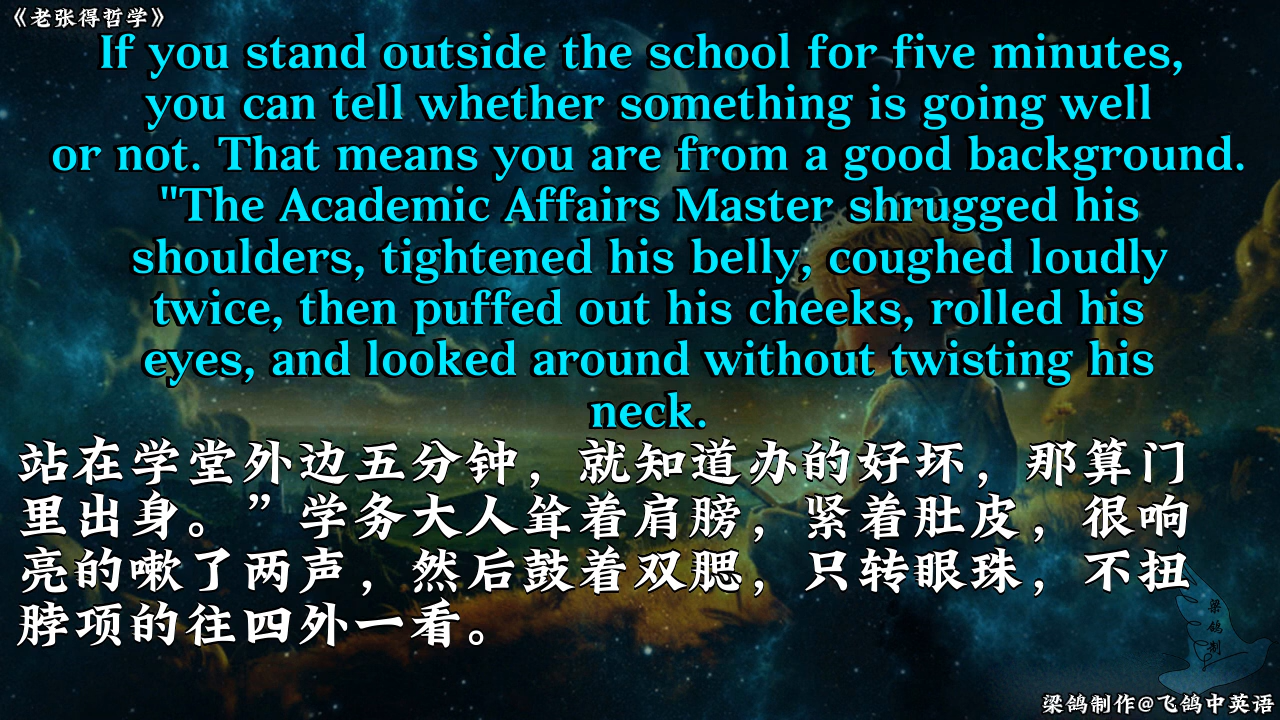 《老张得哲学》
If you stand outside the school for five minutes,
you can tell whether something is going well
or not. That means you are from a good background.
"The Academic Affairs Master shrugged his
shoulders, tightened his belly, coughed loudly
twice, then puffed out his cheeks, rolled his
eyes, and looked around without twisting his
neck.
站在学堂外边五分钟，就知道办的好坏，那算门
里出身。”学务大人耸着肩膀，紧着肚皮，很响
亮的嗽了两声，然后鼓着双腮，只转眼珠，不扭
脖项的往四外一看。
梁鸽制
梁鸽制作@飞鸽中英语